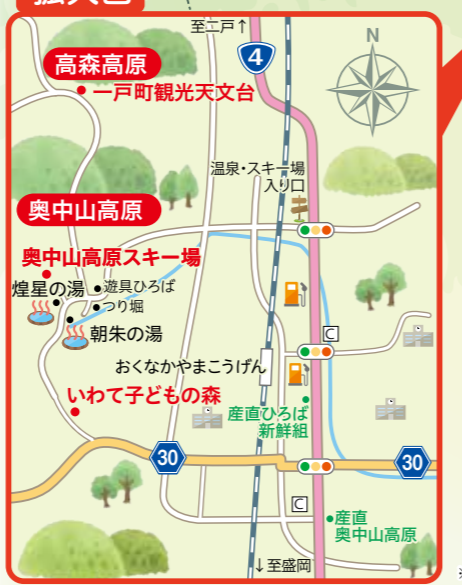 拡大図
至二戸↑
4
N
高森高原
一戸町観光天文台
温泉・スキー場
入り口
奥中山高原
奥中山高原スキー場
煌星の湯
遊具ひろば
つり堀
朝朱の湯
C
おくなかやまこうげん
いわて子どもの森
産直ひろば
新鮮組
30
30
C
産直
奥中山高原
↓至盛岡
※